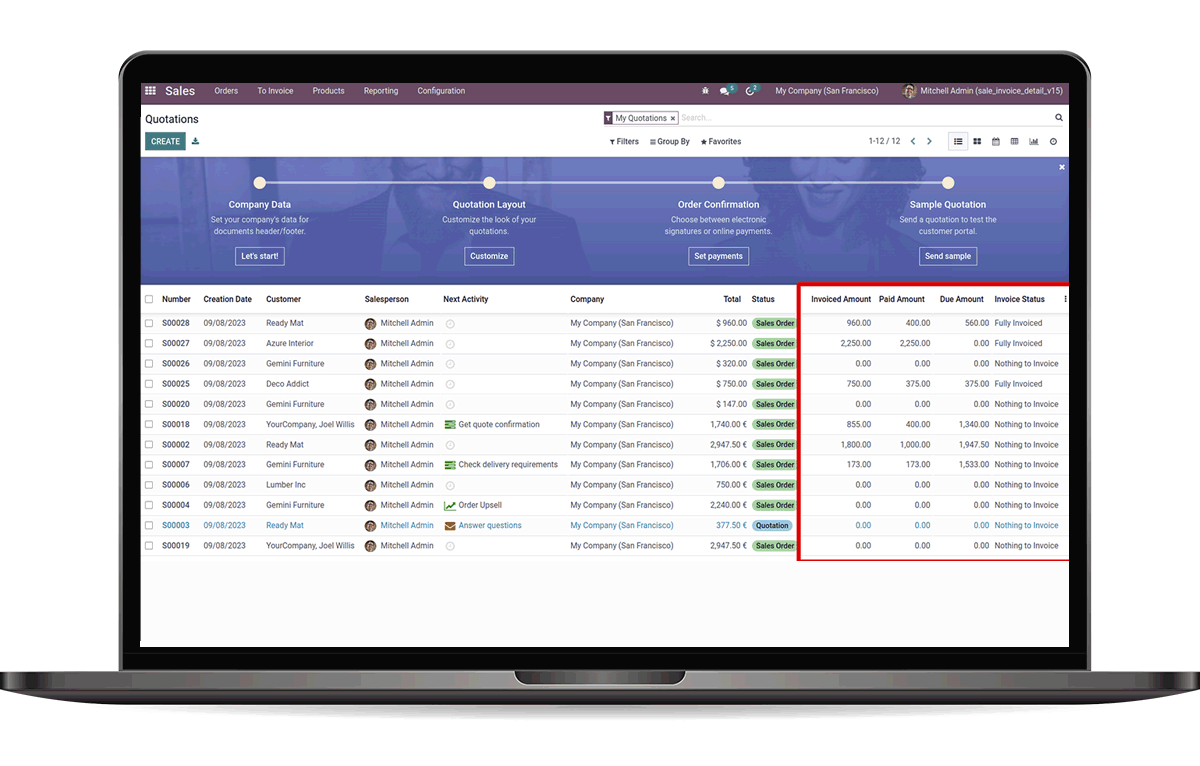 Sales Orders To Invoice Products Reporting Configuration 5 2 My Company (San Francisco) Mitchell Admin (sale_invoice_detail_v15)
Quotations My Quotations × Search...
CREATE Filters Group By Favorites 1-12 / 12
Company Data Quotation Layout Order Confirmation Sample Quotation
Set your company's data for Customize the look of your Choose between electronic Send a quotation to test the
documents header/footer. quotations. signatures or online payments. customer portal.
Let's start! Customize Set payments Send sample
Number Creation Date Customer Salesperson Next Activity Company Total Status Invoiced Amount Paid Amount Due Amount Invoice Status
S00028 09/08/2023 Ready Mat Mitchell Admin My Company (San Francisco) $ 960.00 Sales Order 960.00 400.00 560.00 Fully Invoiced
S00027 09/08/2023 Azure Interior Mitchell Admin My Company (San Francisco) $ 2,250.00 Sales Order 2,250.00 2,250.00 0.00 Fully Invoiced
S00026 09/08/2023 Gemini Furniture Mitchell Admin My Company (San Francisco) $ 320.00 Sales Order 0.00 0.00 0.00 Nothing to Invoice
S00025 09/08/2023 Deco Addict Mitchell Admin My Company (San Francisco) $ 750.00 Sales Order 750.00 375.00 375.00 Fully Invoiced
S00020 09/08/2023 Gemini Furniture Mitchell Admin My Company (San Francisco) $ 147.00 Sales Order 0.00 0.00 0.00 Nothing to Invoice
S00018 09/08/2023 YourCompany, Joel Willis Mitchell Admin Get quote confirmation My Company (San Francisco) 1,740.00 € Sales Order 855.00 400.00 1,340.00 Nothing to Invoice
S00002 09/08/2023 Ready Mat Mitchell Admin My Company (San Francisco) 2,947.50 € Sales Order 1,800.00 1,000.00 1,947.50 Nothing to Invoice
S00007 09/08/2023 Gemini Furniture Mitchell Admin Check delivery requirements My Company (San Francisco) 1,706.00 € Sales Order 173.00 173.00 1,533.00 Nothing to Invoice
S00006 09/08/2023 Lumber Inc Mitchell Admin My Company (San Francisco) 750.00 € Sales Order 0.00 0.00 0.00 Nothing to Invoice
S00004 09/08/2023 Gemini Furniture Mitchell Admin Order Upsell My Company (San Francisco) 2,240.00 € Sales Order 0.00 0.00 0.00 Nothing to Invoice
S00003 09/08/2023 Ready Mat Mitchell Admin Answer questions My Company (San Francisco) 377.50 € Quotation 0.00 0.00 0.00 Nothing to Invoice
S00019 09/08/2023 YourCompany, Joel Willis Mitchell Admin My Company (San Francisco) 2,947.50 € Sales Order 0.00 0.00 0.00 Nothing to Invoice